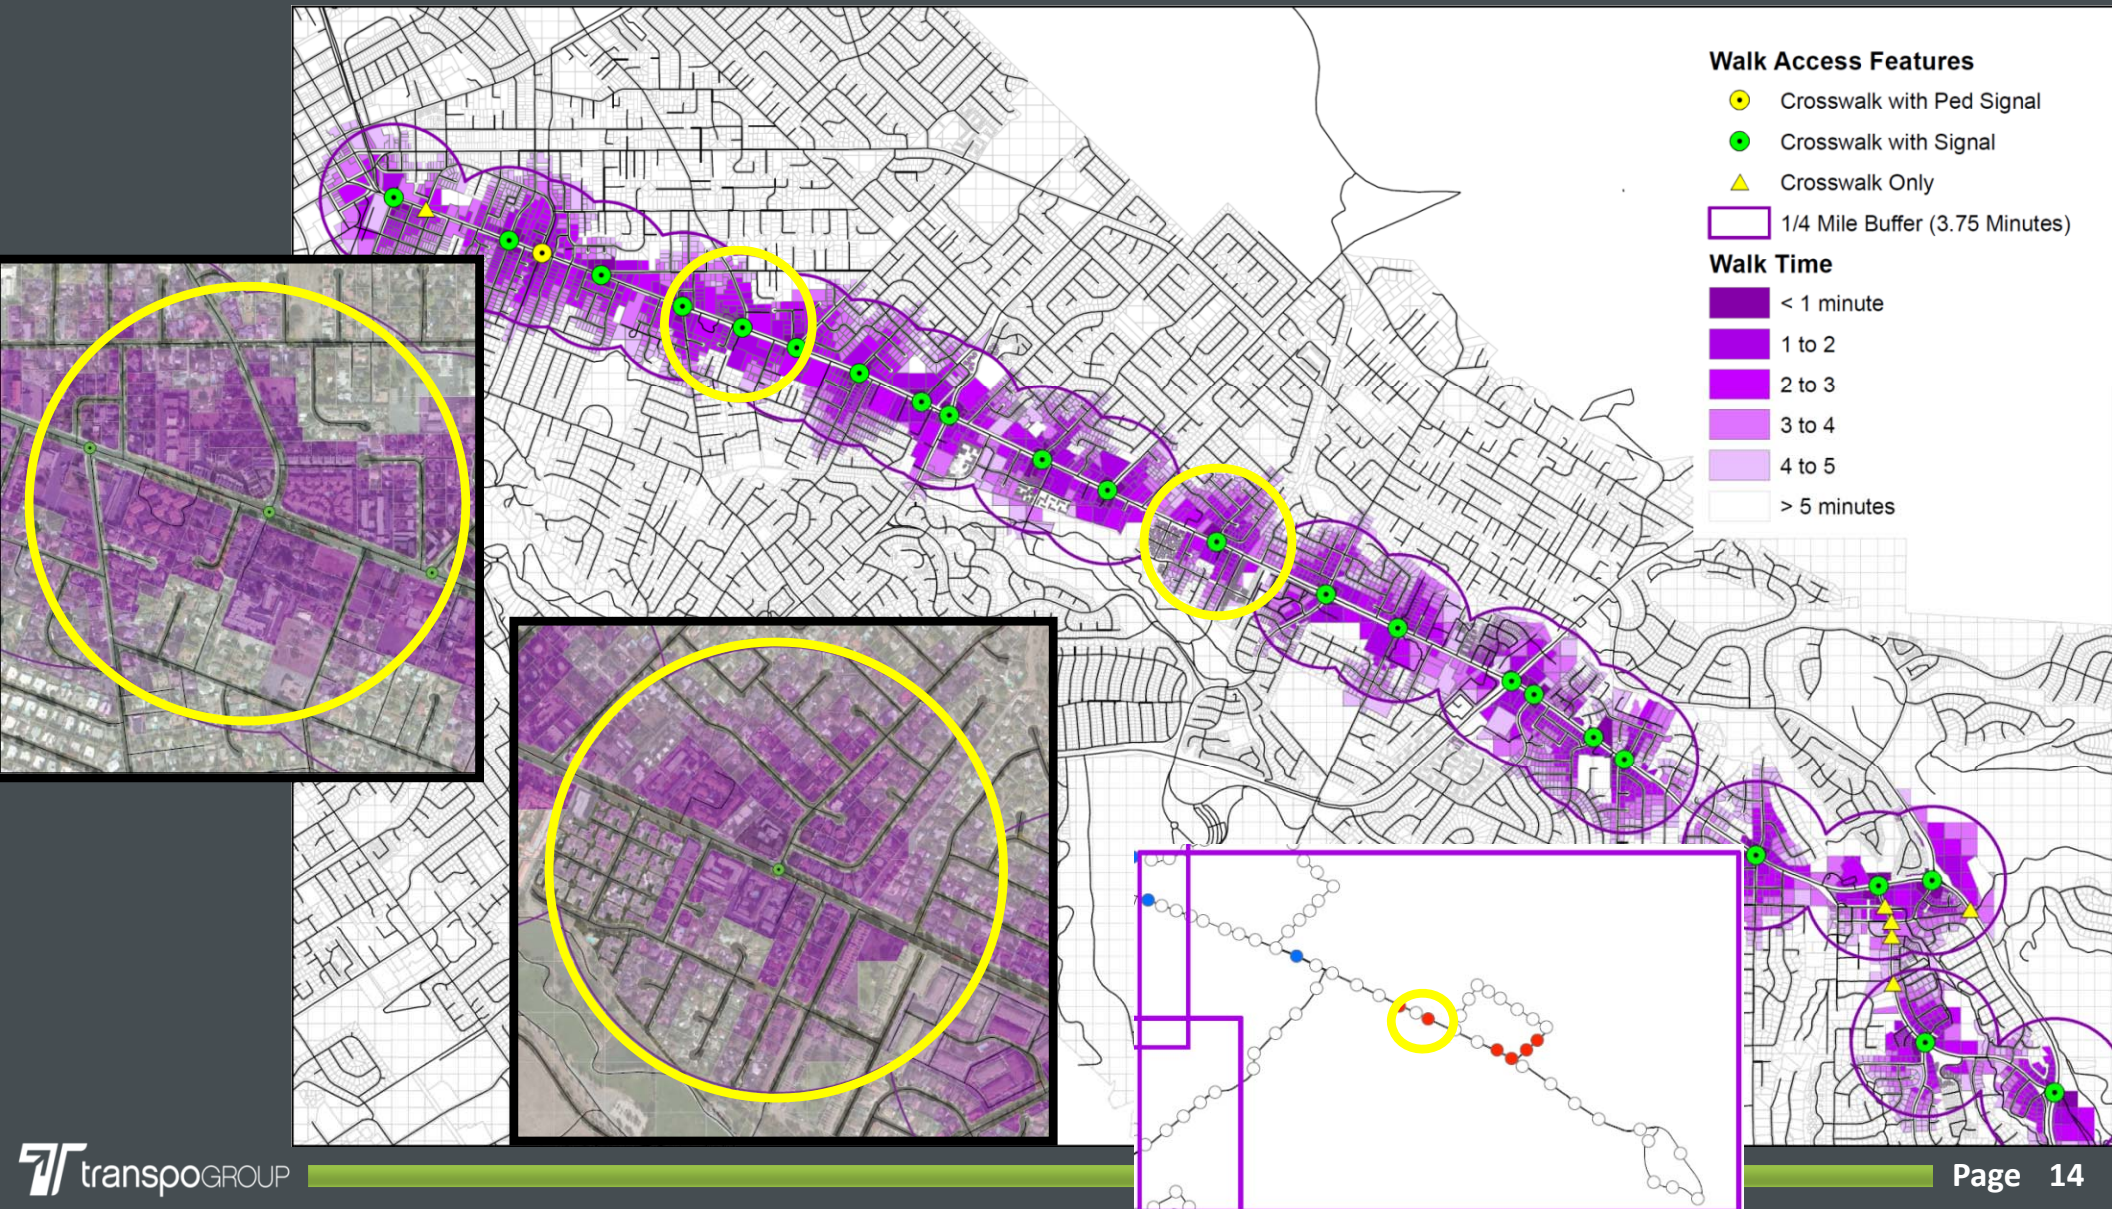 Walk Access Features
Crosswalk with Ped Signal
Crosswalk with Signal
Crosswalk Only
1/4 Mile Buffer (3.75 Minutes)
Walk Time
< 1 minute
1 to 2
2 to 3
3 to 4
4 to 5
> 5 minutes
transpoGROUP
Page 14